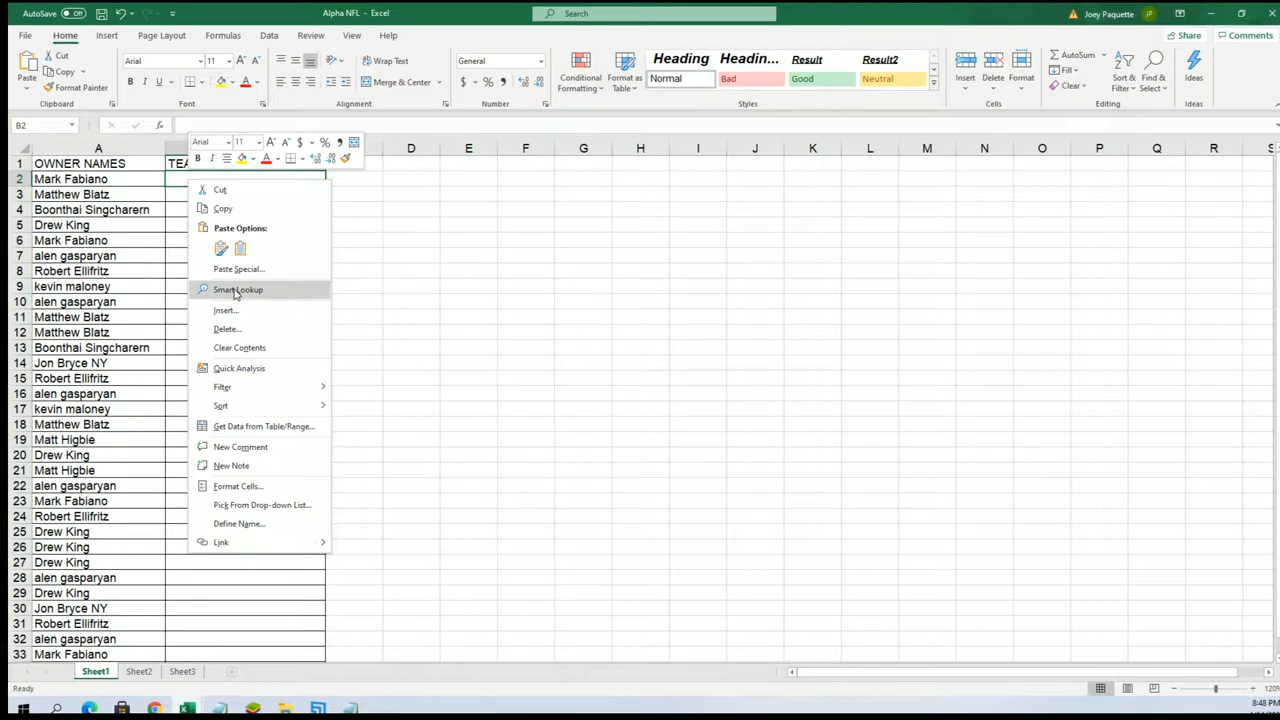 AutoSave Off Alpha NFL - Excel Search Joey Paquette JP
File Home Insert Page Layout Formulas Data Review View Help Share Comments
Cut
Copy
Format Painter
Paste
Clipboard
Arial 11
B I U
Font
Wrap Text
Merge & Center
Alignment
General
$ % ,
Number
Conditional Formatting
Format as Table
Heading Headin... Result Result2
Normal Bad Good Neutral
Styles
Insert Delete Format
Cells
AutoSum
Fill
Clear
Sort & Filter
Find & Select
Editing
Ideas
Ideas
B2 fx
Arial 11 A A $ % ,
B I A
A D E F G H I J K L M N O P Q R S
1 OWNER NAMES TEA
2 Mark Fabiano
3 Matthew Blatz
4 Boonthai Singcharern
5 Drew King
6 Mark Fabiano
7 alen gasparyan
8 Robert Ellifritz
9 kevin maloney
10 alen gasparyan
11 Matthew Blatz
12 Matthew Blatz
13 Boonthai Singcharern
14 Jon Bryce NY
15 Robert Ellifritz
16 alen gasparyan
17 kevin maloney
18 Matthew Blatz
19 Matt Higbie
20 Drew King
21 Matt Higbie
22 alen gasparyan
23 Mark Fabiano
24 Robert Ellifritz
25 Drew King
26 Drew King
27 Drew King
28 alen gasparyan
29 Drew King
30 Jon Bryce NY
31 Robert Ellifritz
32 alen gasparyan
33 Mark Fabiano
Cut
Copy
Paste Options:
Paste Special...
Smart Lookup
Insert...
Delete...
Clear Contents
Quick Analysis
Filter
Sort
Get Data from Table/Range...
New Comment
New Note
Format Cells...
Pick From Drop-down List...
Define Name...
Link
Sheet1 Sheet2 Sheet3
Ready 120%
8:48 PM